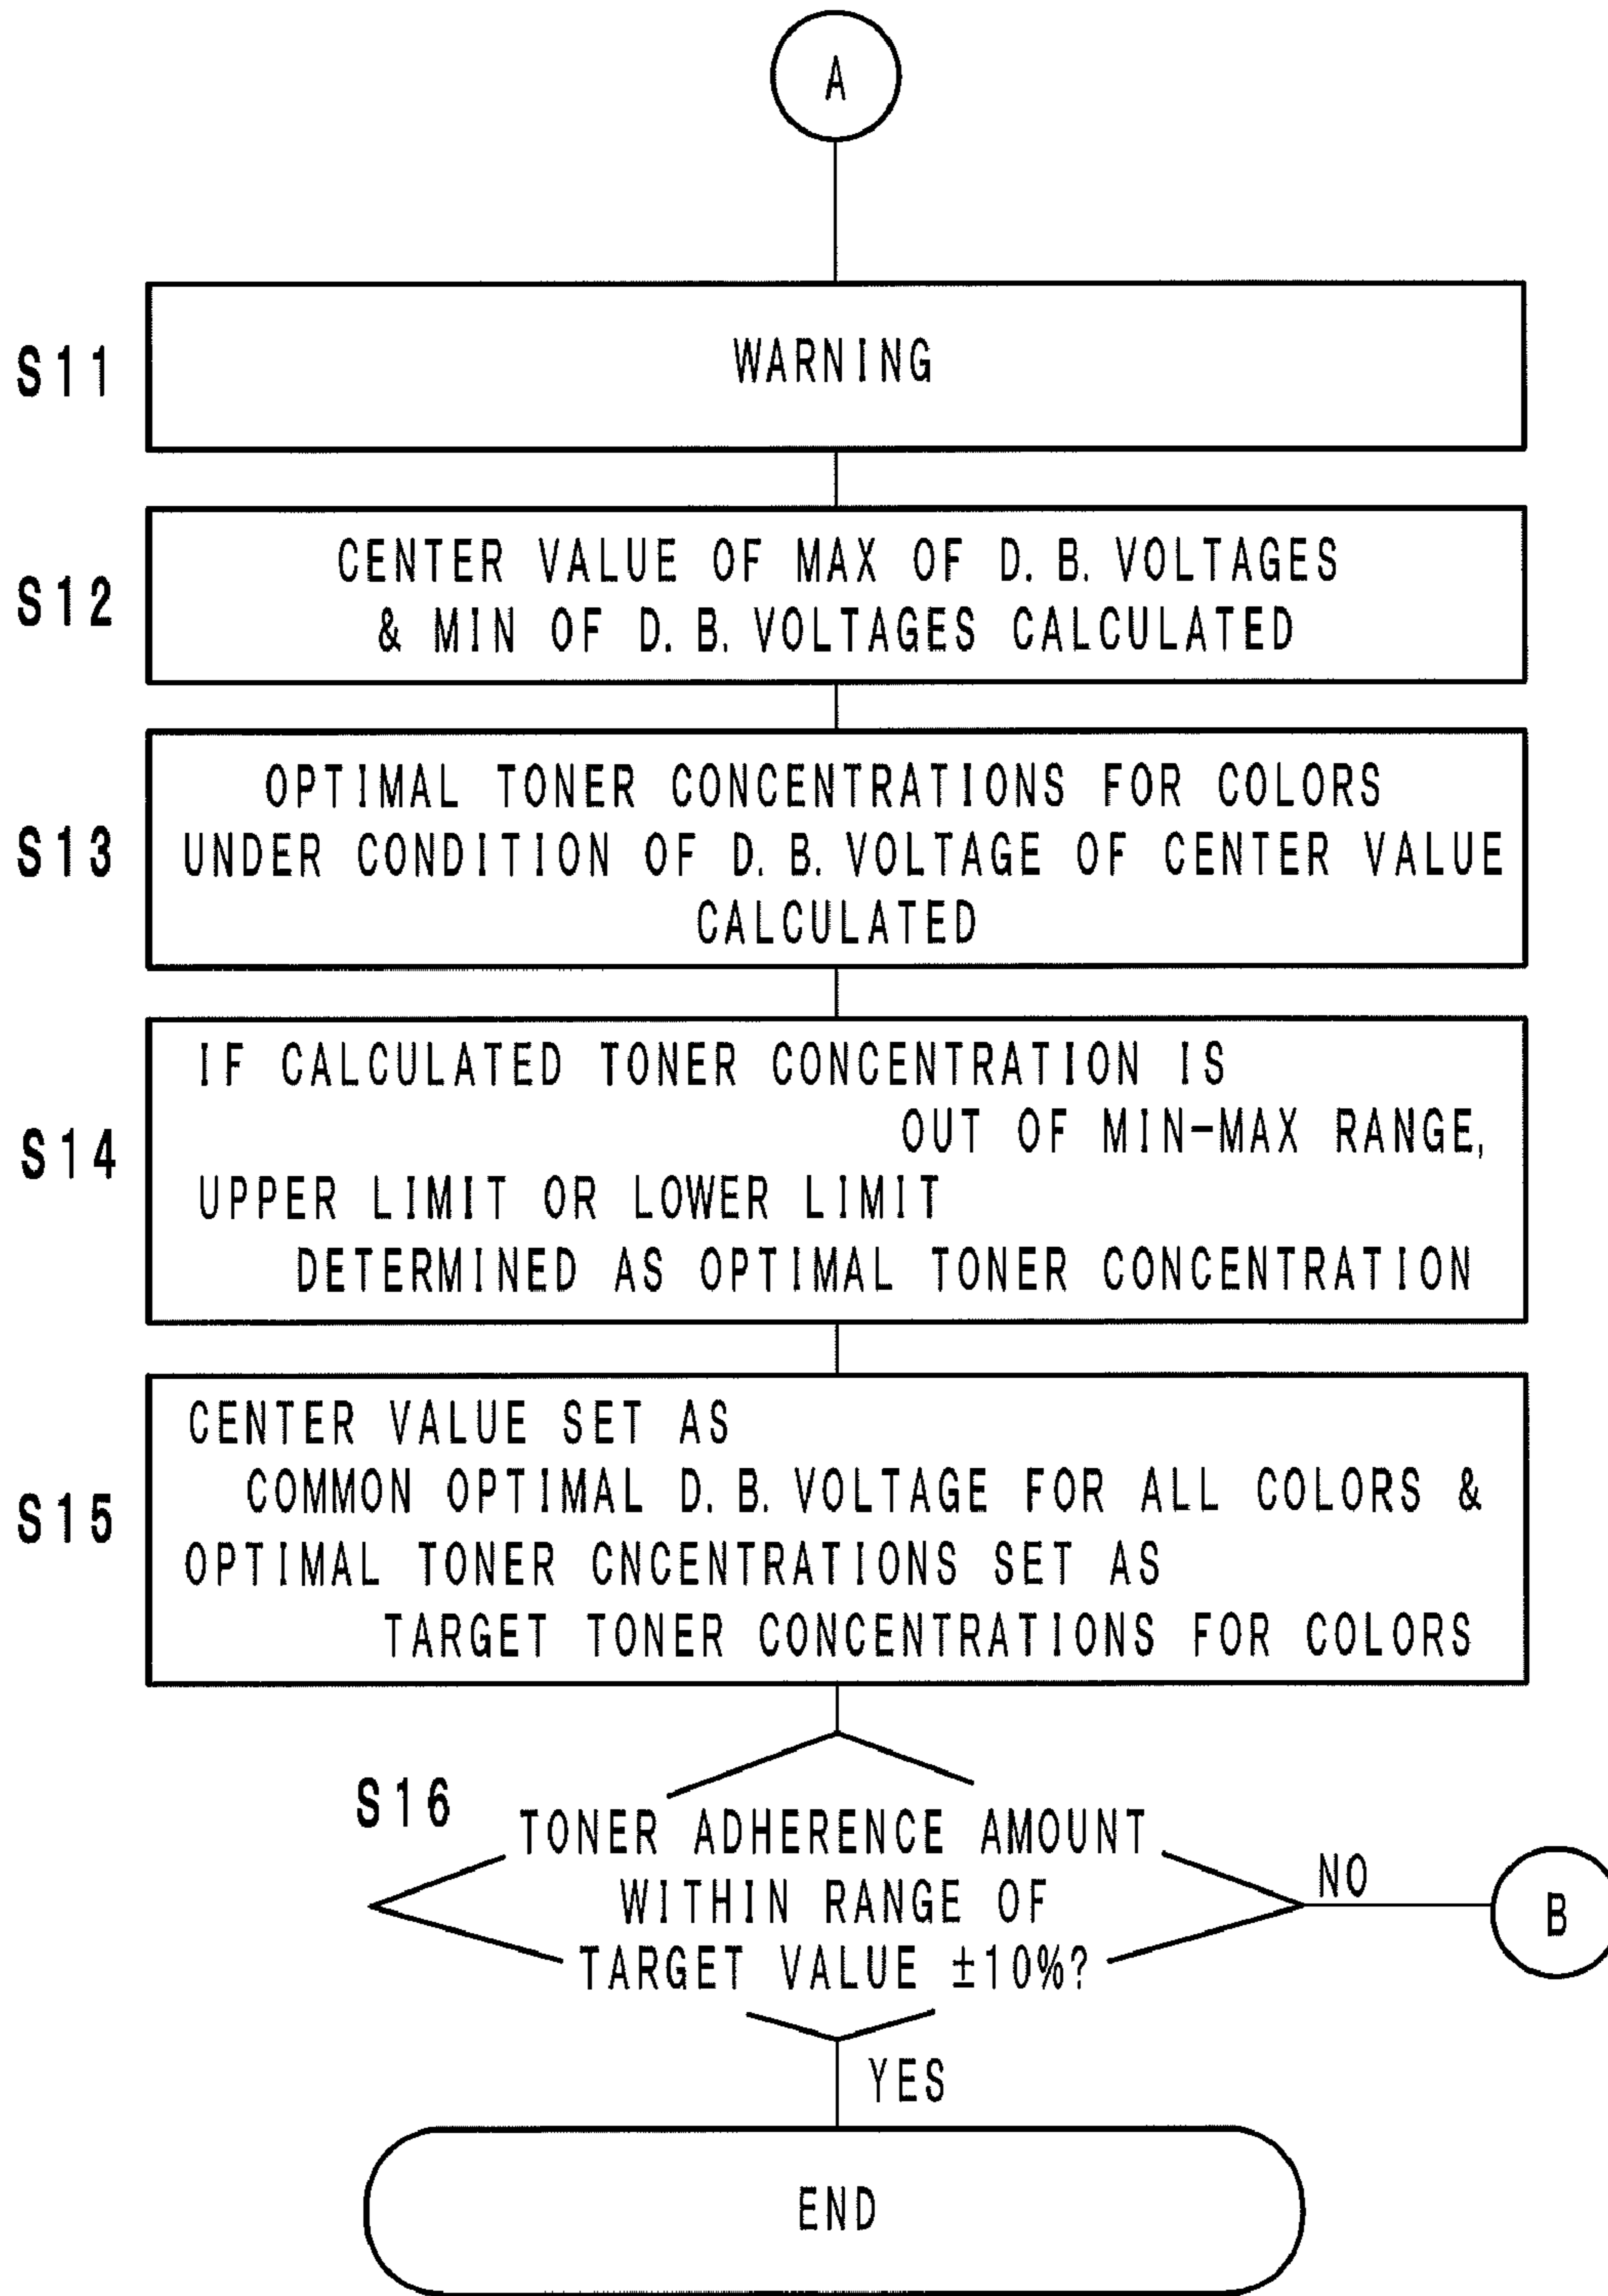 A
S11
WARNING
S12
CENTER VALUE OF MAX OF D.B. VOLTAGES
& MIN OF D.B. VOLTAGES CALCULATED
S13
OPTIMAL TONER CONCENTRATIONS FOR COLORS
UNDER CONDITION OF D.B. VOLTAGE OF CENTER VALUE
CALCULATED
S14
IF CALCULATED TONER CONCENTRATION IS
OUT OF MIN-MAX RANGE,
UPPER LIMIT OR LOWER LIMIT
DETERMINED AS OPTIMAL TONER CONCENTRATION
S15
CENTER VALUE SET AS
COMMON OPTIMAL D.B. VOLTAGE FOR ALL COLORS &
OPTIMAL TONER CNCENTRATIONS SET AS
TARGET TONER CONCENTRATIONS FOR COLORS
S16
TONER ADHERENCE AMOUNT
WITHIN RANGE OF
TARGET VALUE ±10%?
NO
B
YES
END